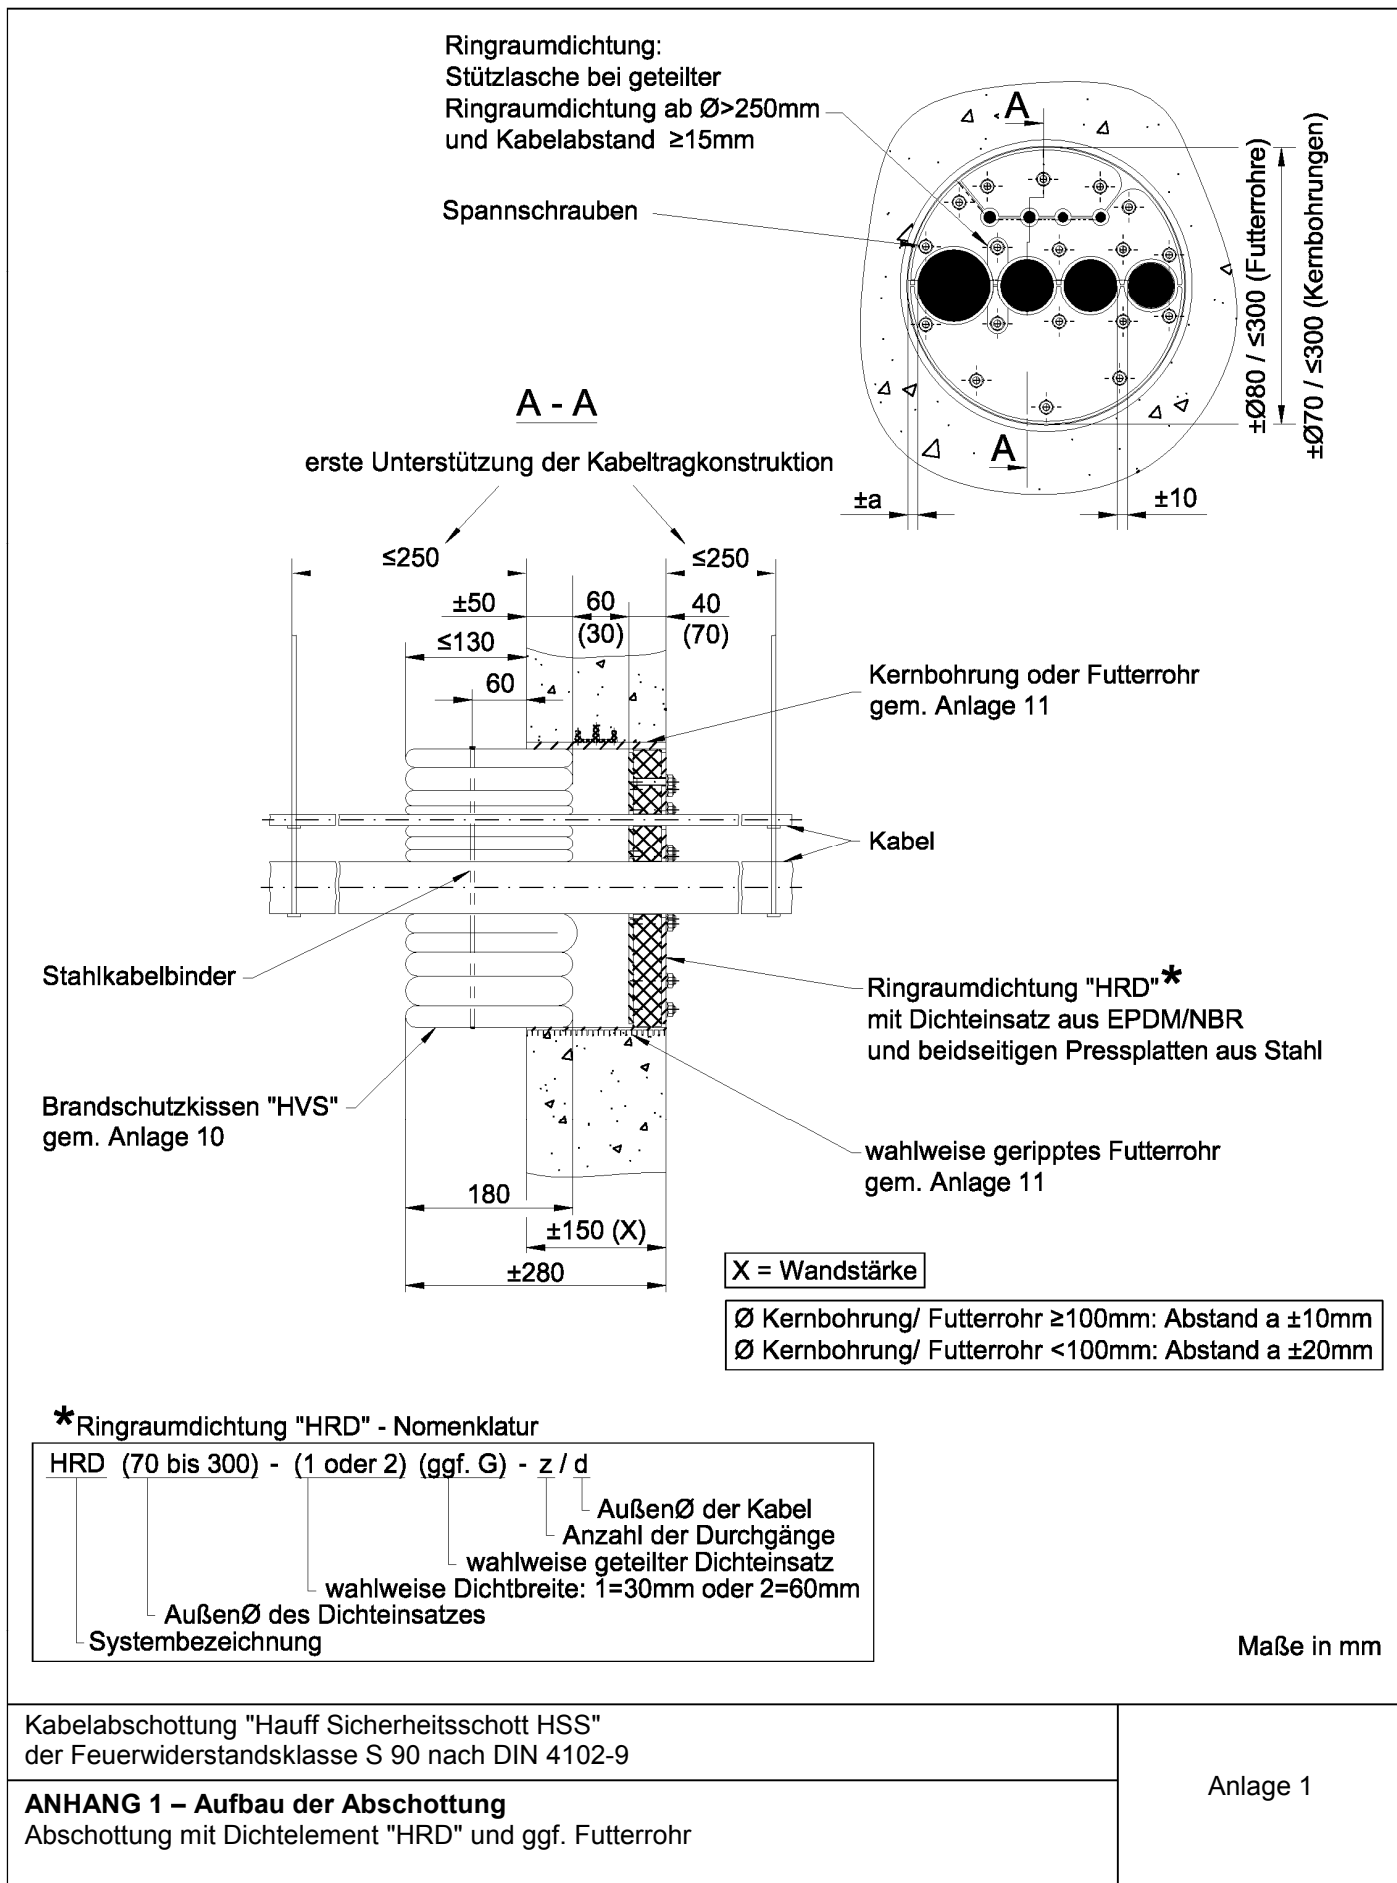 Ringraumdichtung:
Stützlasche bei geteilter
Ringraumdichtung ab Ø>250mm
und Kabelabstand ≥15mm
Spannschrauben
A
A
±Ø80 / ≤300 (Futterrohre)
±Ø70 / ≤300 (Kernbohrungen)
±a
±10
A - A
erste Unterstützung der Kabeltragkonstruktion
≤250
≤250
±50
60
40
(30)
(70)
≤130
60
Kernbohrung oder Futterrohr
gem. Anlage 11
Kabel
Stahlkabelbinder
Ringraumdichtung "HRD"*
mit Dichteinsatz aus EPDM/NBR
und beidseitigen Pressplatten aus Stahl
Brandschutzkissen "HVS"
gem. Anlage 10
wahlweise geripptes Futterrohr
gem. Anlage 11
180
±150 (X)
±280
X = Wandstärke
Ø Kernbohrung/ Futterrohr ≥100mm: Abstand a ±10mm
Ø Kernbohrung/ Futterrohr <100mm: Abstand a ±20mm
*Ringraumdichtung "HRD" - Nomenklatur
HRD (70 bis 300) - (1 oder 2) (ggf. G) - z / d
AußenØ der Kabel
Anzahl der Durchgänge
wahlweise geteilter Dichteinsatz
wahlweise Dichtbreite: 1=30mm oder 2=60mm
AußenØ des Dichteinsatzes
Systembezeichnung
Maße in mm
Kabelabschottung "Hauff Sicherheitsschott HSS"
der Feuerwiderstandsklasse S 90 nach DIN 4102-9
ANHANG 1 – Aufbau der Abschottung
Abschottung mit Dichtelement "HRD" und ggf. Futterrohr
Anlage 1